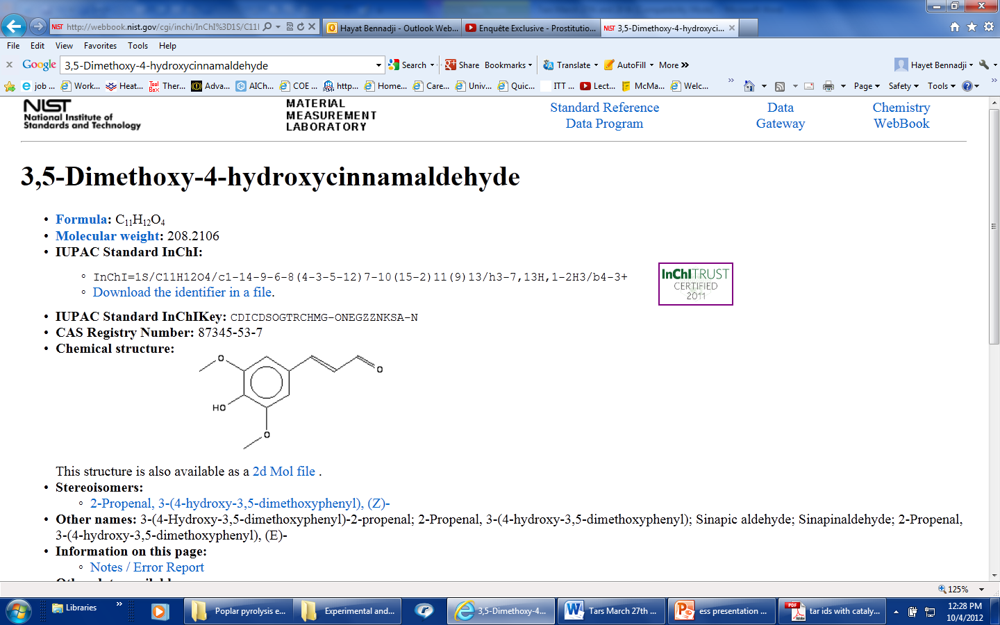 http://webbook.nist.gov/cgi/inchi/InChI%3D1S/C11I
Hayat Bennadji - Outlook Web...
Enquête Exclusive - Prostitutio...
NIST 3,5-Dimethoxy-4-hydroxyci...
File Edit View Favorites Tools Help
x Google 3,5-Dimethoxy-4-hydroxycinnamaldehyde Search Share Bookmarks Translate AutoFill More » Hayet Bennadji
job ... Work... Heat... Tool Box Ther... Adva... AICh... COE ... http... Home... Care... Univ... Quic... ITT ... Lect... McMa... Welc... » Page Safety Tools »
NIST
National Institute of
Standards and Technology
MATERIAL
MEASUREMENT
LABORATORY
Standard Reference
Data Program
Data
Gateway
Chemistry
WebBook
3,5-Dimethoxy-4-hydroxycinnamaldehyde
• Formula: C11H12O4
• Molecular weight: 208.2106
• IUPAC Standard InChI:
◦ InChI=1S/C11H12O4/c1-14-9-6-8(4-3-5-12)7-10(15-2)11(9)13/h3-7,13H,1-2H3/b4-3+
◦ Download the identifier in a file.
InChITRUST
CERTIFIED
2011
• IUPAC Standard InChIKey: CDICDSOGTRCHMG-ONEGZZNKSA-N
• CAS Registry Number: 87345-53-7
• Chemical structure:
O
O
HO
O
This structure is also available as a 2d Mol file .
• Stereoisomers:
◦ 2-Propenal, 3-(4-hydroxy-3,5-dimethoxyphenyl), (Z)-
• Other names: 3-(4-Hydroxy-3,5-dimethoxyphenyl)-2-propenal; 2-Propenal, 3-(4-hydroxy-3,5-dimethoxyphenyl); Sinapic aldehyde; Sinapinaldehyde; 2-Propenal,
3-(4-hydroxy-3,5-dimethoxyphenyl), (E)-
• Information on this page:
◦ Notes / Error Report
125%
Libraries » Poplar pyrolysis e... Experimental and... 3,5-Dimethoxy-4... Tars March 27th ... ess presentation ... tar ids with cataly...
12:28 PM
10/4/2012